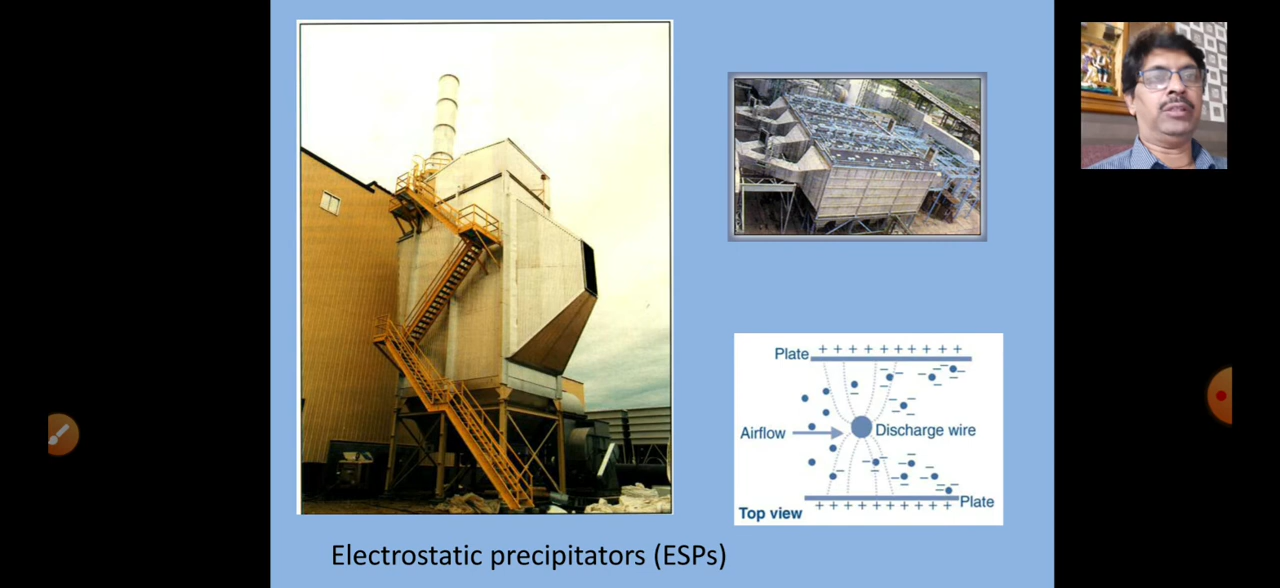 Plate + + + + + + + + + +
Airflow
Discharge wire
Plate
+ + + + + + + + + +
Top view
Electrostatic precipitators (ESPs)